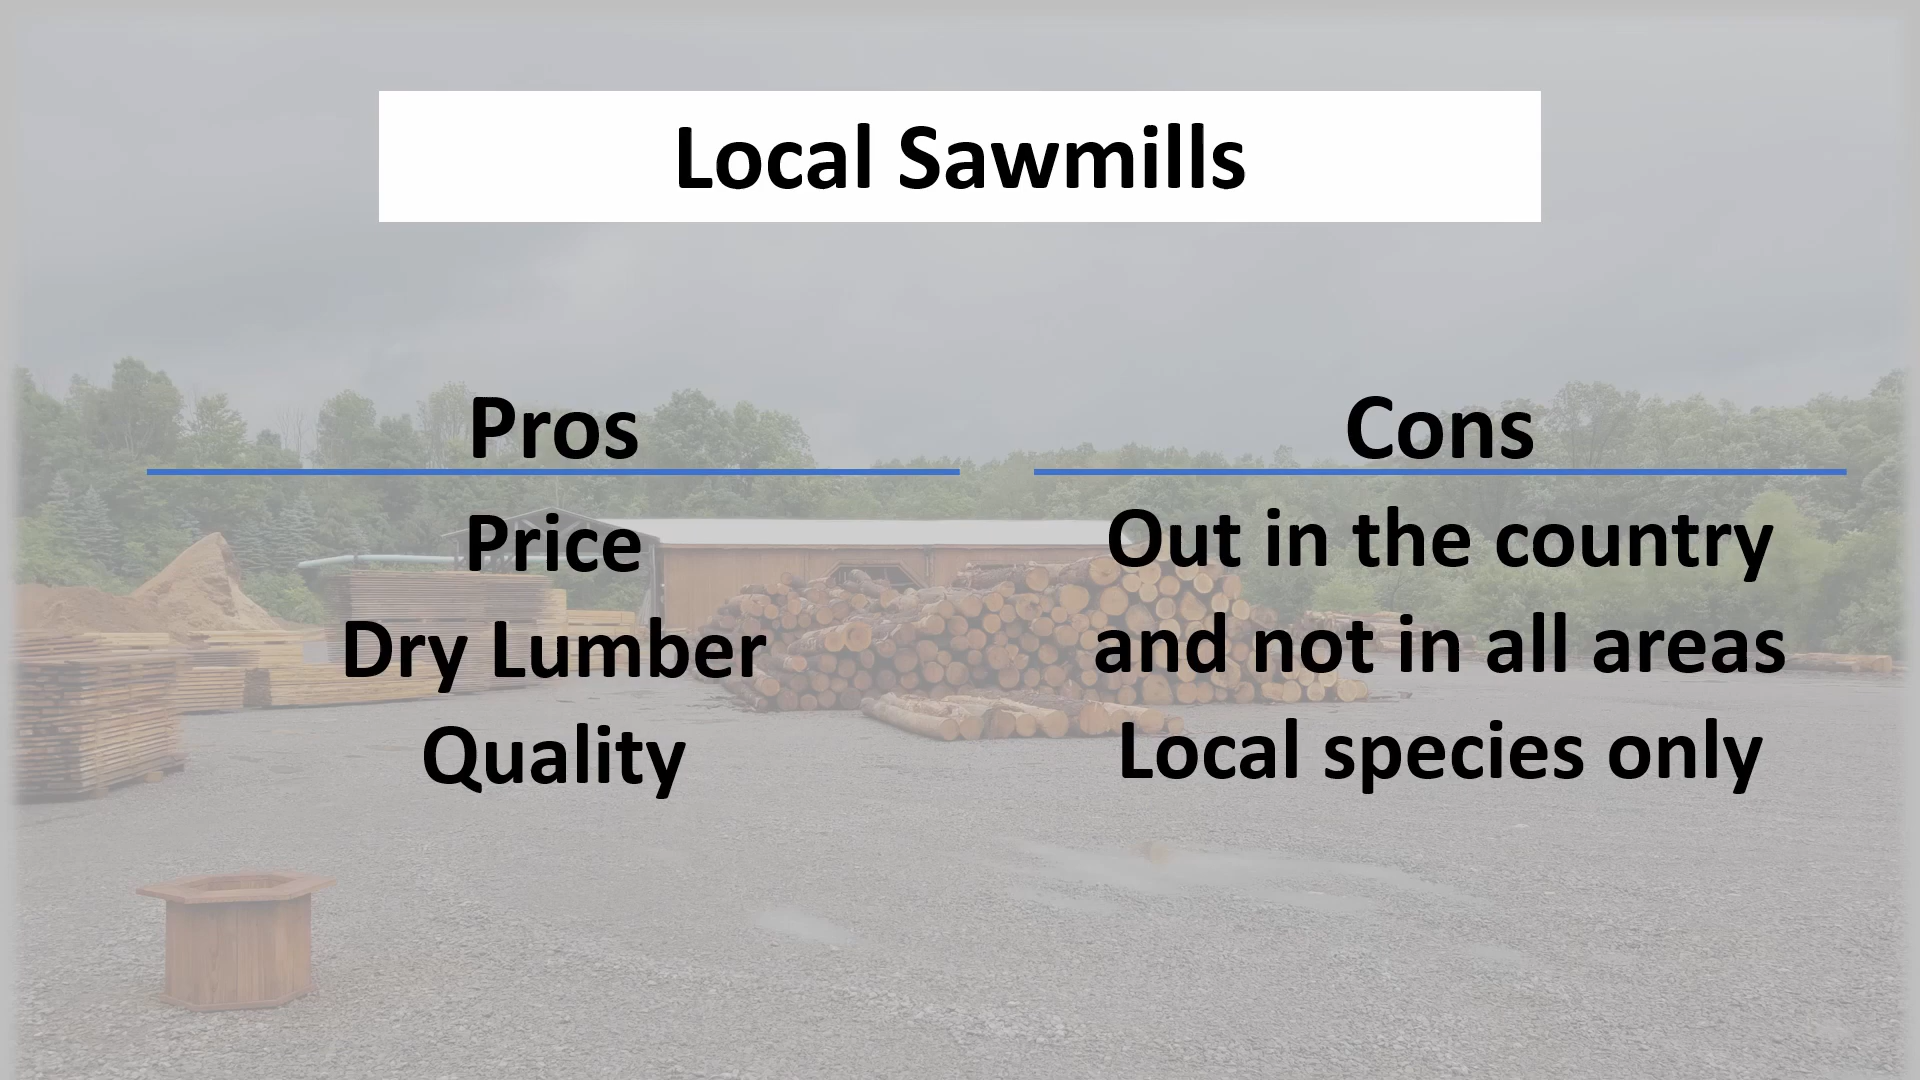 Local Sawmills
Pros
Price
Dry Lumber
Quality
Cons
Out in the country
and not in all areas
Local species only